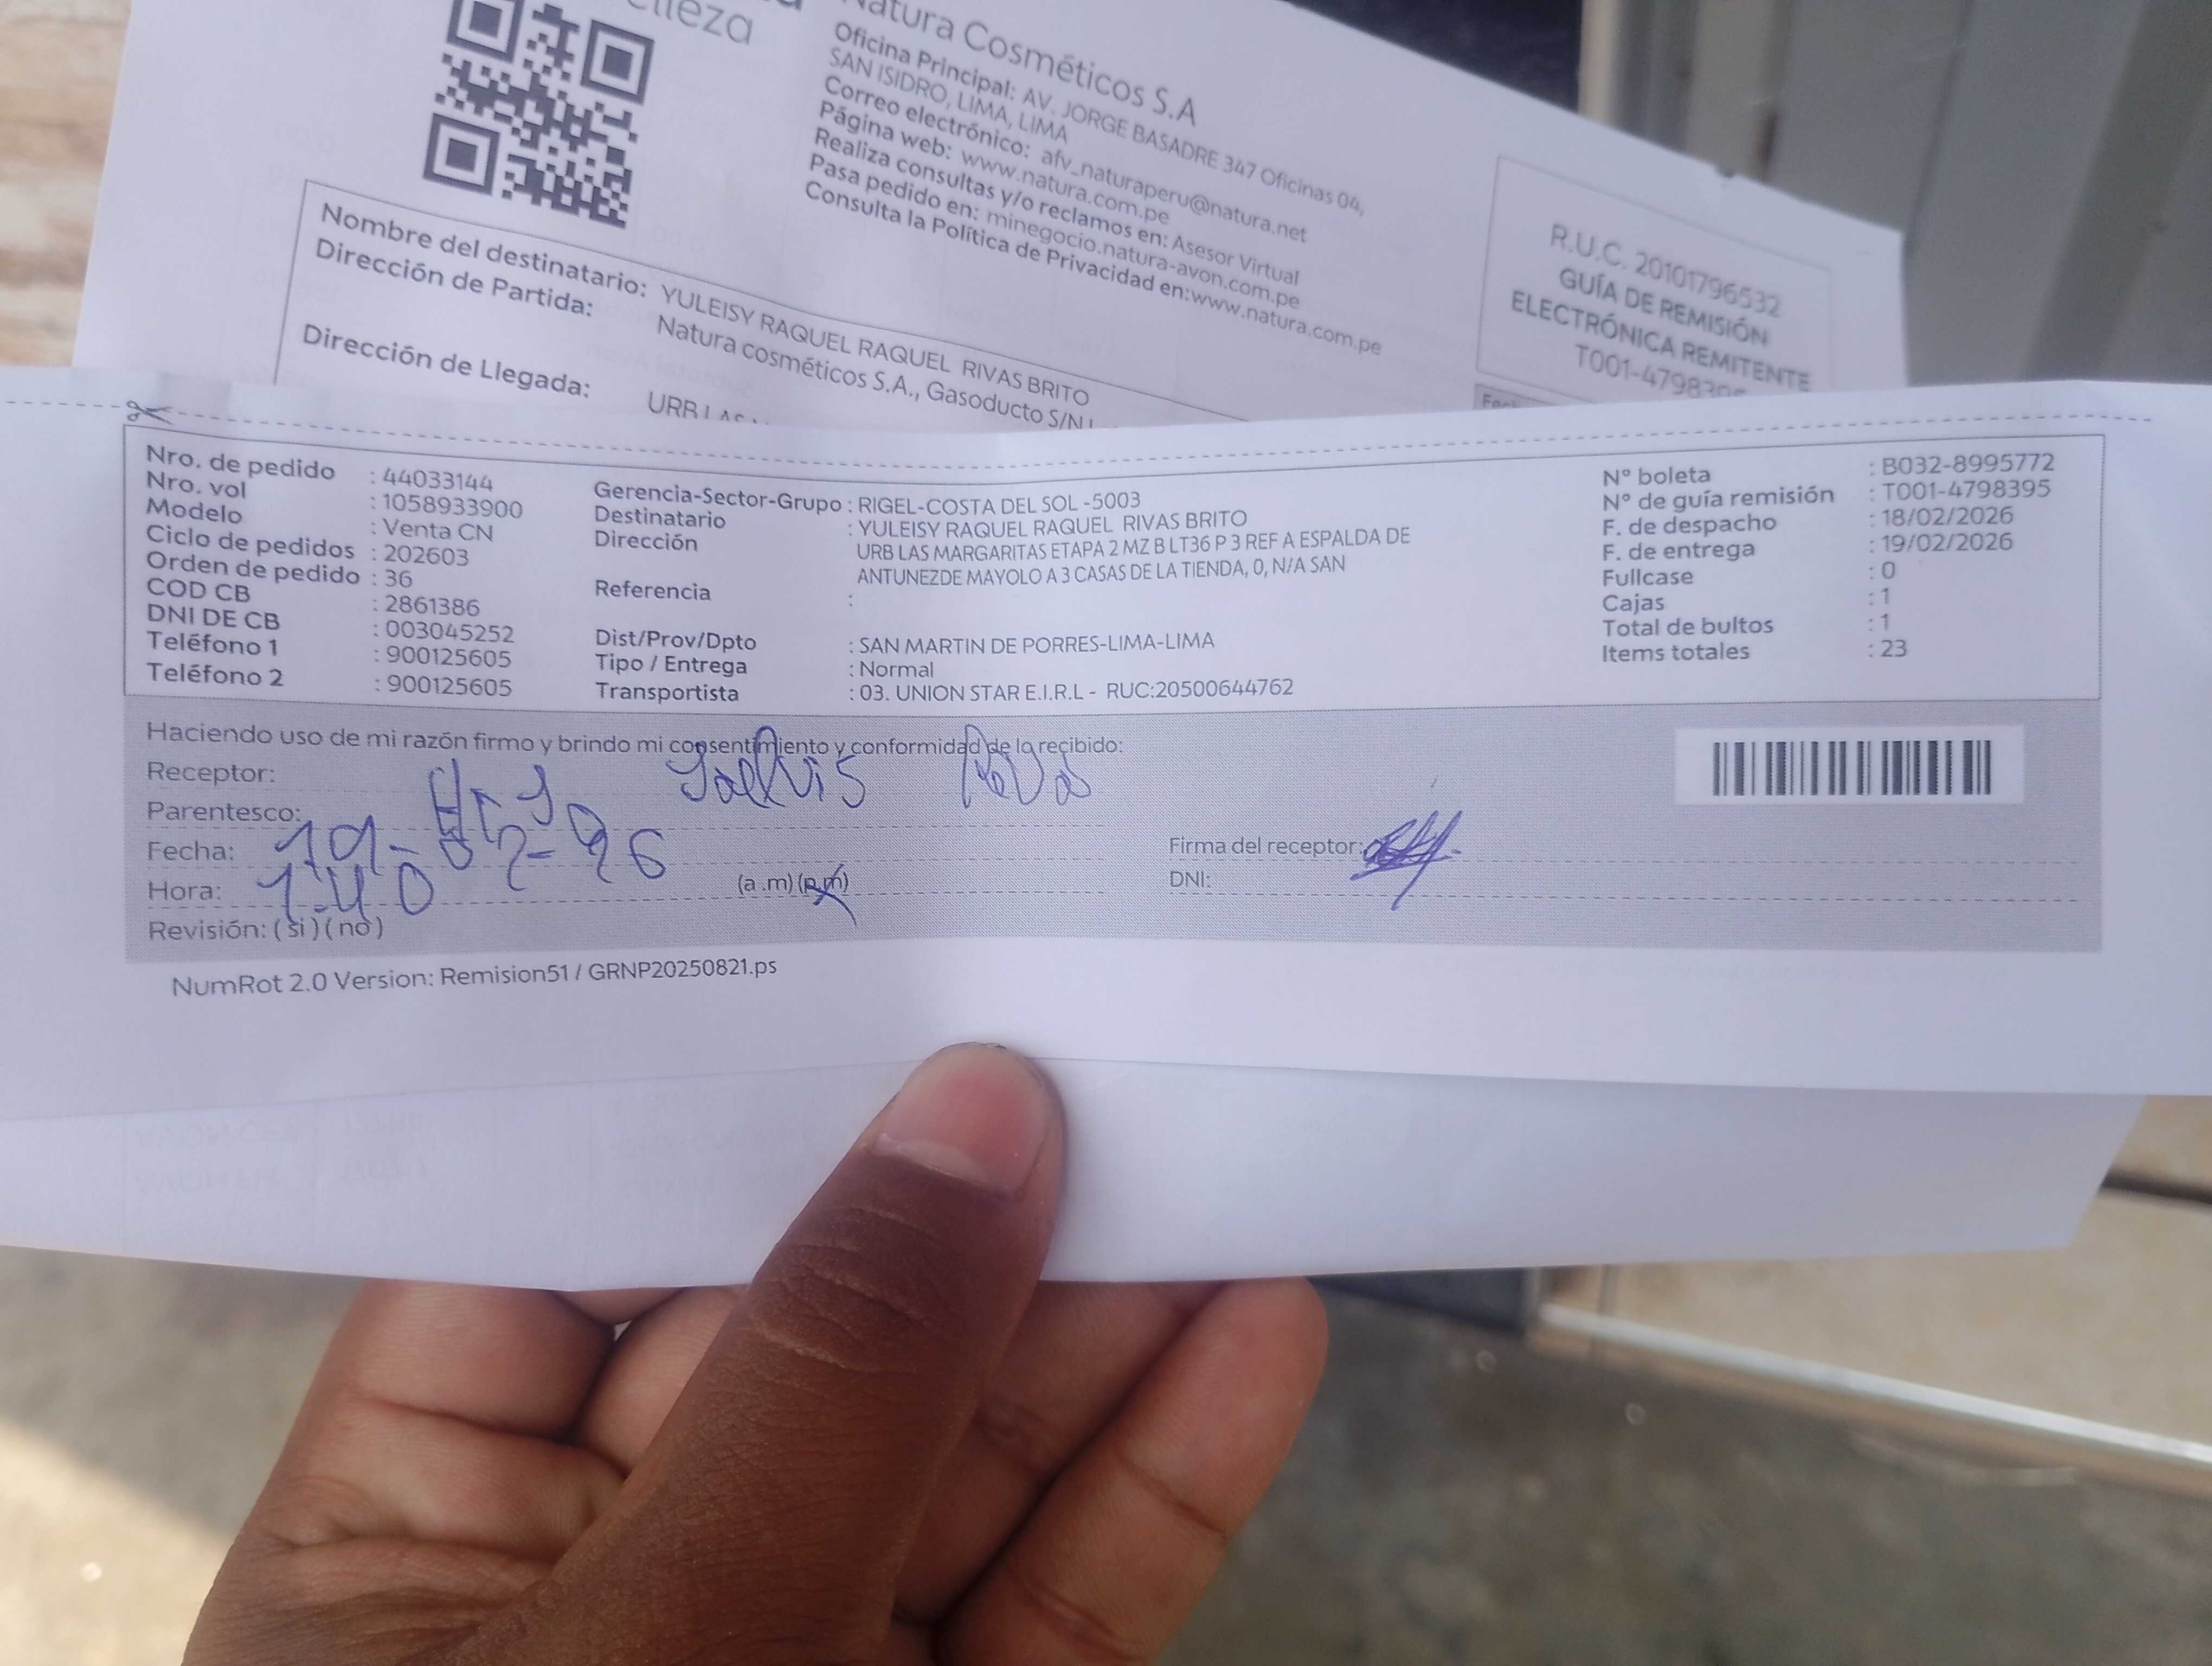 Natura Cosméticos S.A
Oficina Principal: AV. JORGE BASADRE 347 Oficinas 04,
SAN ISIDRO, LIMA, LIMA
Correo electrónico: afv_naturaperu@natura.net
Página web: www.natura.com.pe
Realiza consultas y/o reclamos en: Asesor Virtual
Pasa pedido en: minegocio.natura-avon.com.pe
Consulta la Política de Privacidad en:www.natura.com.pe
R.U.C. 20101796532
GUÍA DE REMISIÓN
ELECTRÓNICA REMITENTE
T001-4798395
Nombre del destinatario: YULEISY RAQUEL RAQUEL RIVAS BRITO
Dirección de Partida: Natura cosméticos S.A., Gasoducto S/N
Dirección de Llegada: URB LAS
Nro. de pedido : 44033144
Nro. vol : 1058933900
Modelo : Venta CN
Ciclo de pedidos : 202603
Orden de pedido : 36
COD CB : 2861386
DNI DE CB : 003045252
Teléfono 1 : 900125605
Teléfono 2 : 900125605
Gerencia-Sector-Grupo : RIGEL-COSTA DEL SOL -5003
Destinatario : YULEISY RAQUEL RAQUEL RIVAS BRITO
Dirección URB LAS MARGARITAS ETAPA 2 MZ B LT36 P 3 REF A ESPALDA DE
ANTUNEZDE MAYOLO A 3 CASAS DE LA TIENDA, 0, N/A SAN
Referencia :
Dist/Prov/Dpto : SAN MARTIN DE PORRES-LIMA-LIMA
Tipo / Entrega : Normal
Transportista : 03. UNION STAR E.I.R.L - RUC:20500644762
N° boleta : B032-8995772
N° de guía remisión : T001-4798395
F. de despacho : 18/02/2026
F. de entrega : 19/02/2026
Fullcase : 0
Cajas : 1
Total de bultos : 1
Items totales : 23
Haciendo uso de mi razón firmo y brindo mi consentimiento y conformidad de lo recibido:
Receptor:
Parentesco: Hijo
Fecha: 19-02-26
Hora: 1:40 (a.m) (p.m)
Revisión: ( si ) ( no )
Firma del receptor:
DNI:
NumRot 2.0 Version: Remision51 / GRNP20250821.ps